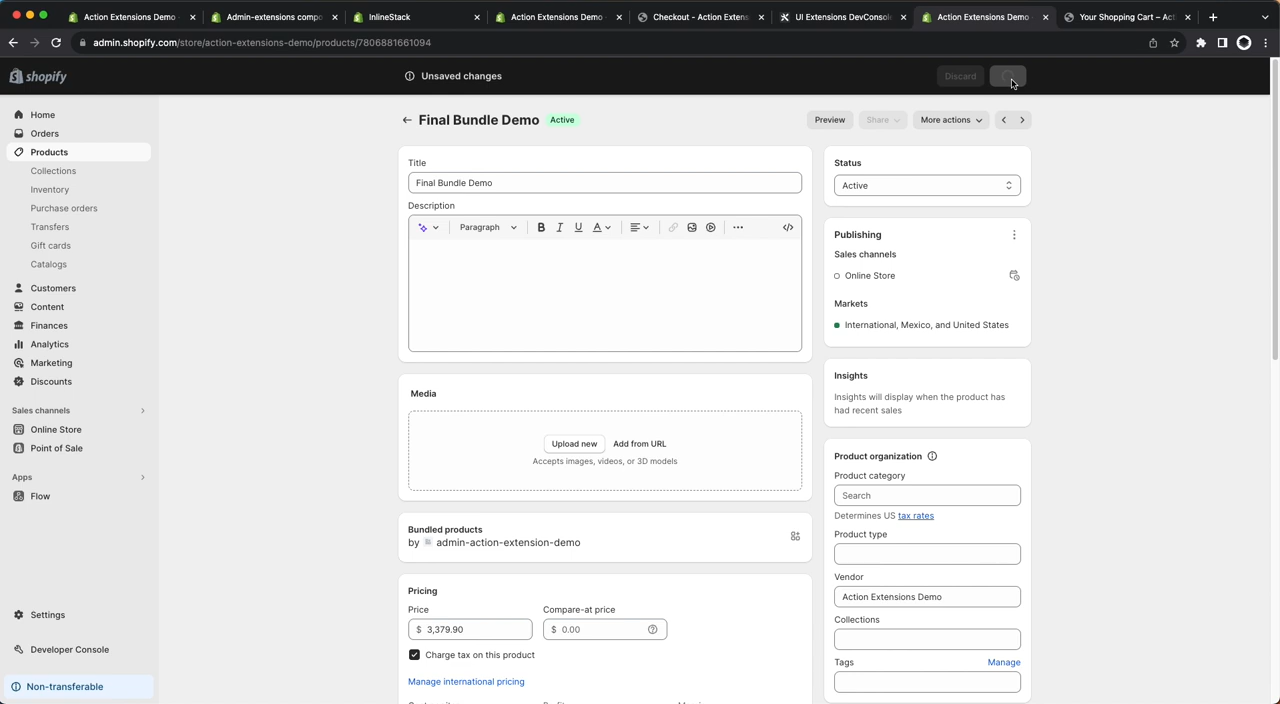 Action Extensions Demo
Admin-extensions compo
InlineStack
Action Extensions Demo
Checkout - Action Extens
UI Extensions DevConsol
Action Extensions Demo
Your Shopping Cart – Act
admin.shopify.com/store/action-extensions-demo/products/7806881661094
shopify
Unsaved changes
Discard
Home
Orders
Products
Collections
Inventory
Purchase orders
Transfers
Gift cards
Catalogs
Customers
Content
Finances
Analytics
Marketing
Discounts
Sales channels
Online Store
Point of Sale
Apps
Flow
Settings
Developer Console
Non-transferable
Final Bundle Demo
Active
Preview
Share
More actions
Title
Final Bundle Demo
Description
Paragraph
B I U A
Media
Upload new
Add from URL
Accepts images, videos, or 3D models
Bundled products
by admin-action-extension-demo
Pricing
Price
Compare-at price
$ 3,379.90
$ 0.00
Charge tax on this product
Manage international pricing
Status
Active
Publishing
Sales channels
Online Store
Markets
International, Mexico, and United States
Insights
Insights will display when the product has
had recent sales
Product organization
Product category
Search
Determines US tax rates
Product type
Vendor
Action Extensions Demo
Collections
Tags
Manage